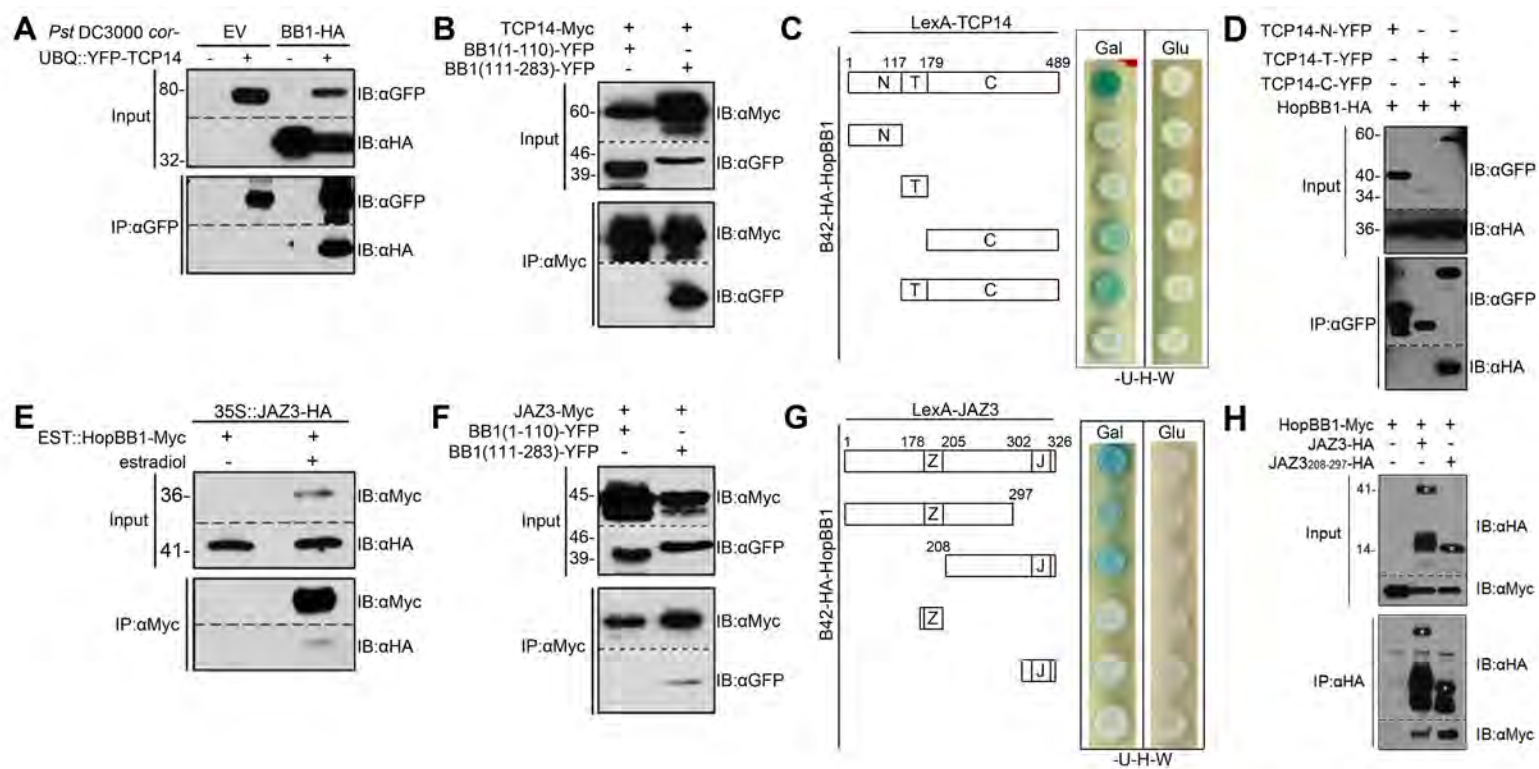 A
Pst DC3000 cor- EV BB1-HA
UBQ::YFP-TCP14 - + - +
Input
80- IB:αGFP
IB:αHA
32-
IP:αGFP
IB:αGFP
IB:αHA
B
TCP14-Myc + +
BB1(1-110)-YFP + -
BB1(111-283)-YFP - +
Input
60- IB:αMyc
46-
39- IB:αGFP
IP:αMyc
IB:αMyc
IB:αGFP
C
LexA-TCP14
B42-HA-HopBB1
1 117 179 489
N T C
N
T
C
T C
Gal Glu
-U-H-W
D
TCP14-N-YFP + - -
TCP14-T-YFP - + -
TCP14-C-YFP - - +
HopBB1-HA + + +
Input
60-
40- IB:αGFP
34-
36- IB:αHA
IP:αGFP
IB:αGFP
IB:αHA
E
35S::JAZ3-HA
EST::HopBB1-Myc + +
estradiol - +
Input
36- IB:αMyc
41- IB:αHA
IP:αMyc
IB:αMyc
IB:αHA
F
JAZ3-Myc + +
BB1(1-110)-YFP + -
BB1(111-283)-YFP - +
Input
45- IB:αMyc
46-
39- IB:αGFP
IP:αMyc
IB:αMyc
IB:αGFP
G
LexA-JAZ3
B42-HA-HopBB1
1 178 205 302 326
Z J
297
Z
208
J
Z
J
Gal Glu
-U-H-W
H
HopBB1-Myc + + +
JAZ3-HA - + -
JAZ3208-297-HA - - +
Input
41-
IB:αHA
14-
IB:αMyc
IP:αHA
IB:αHA
IB:αMyc